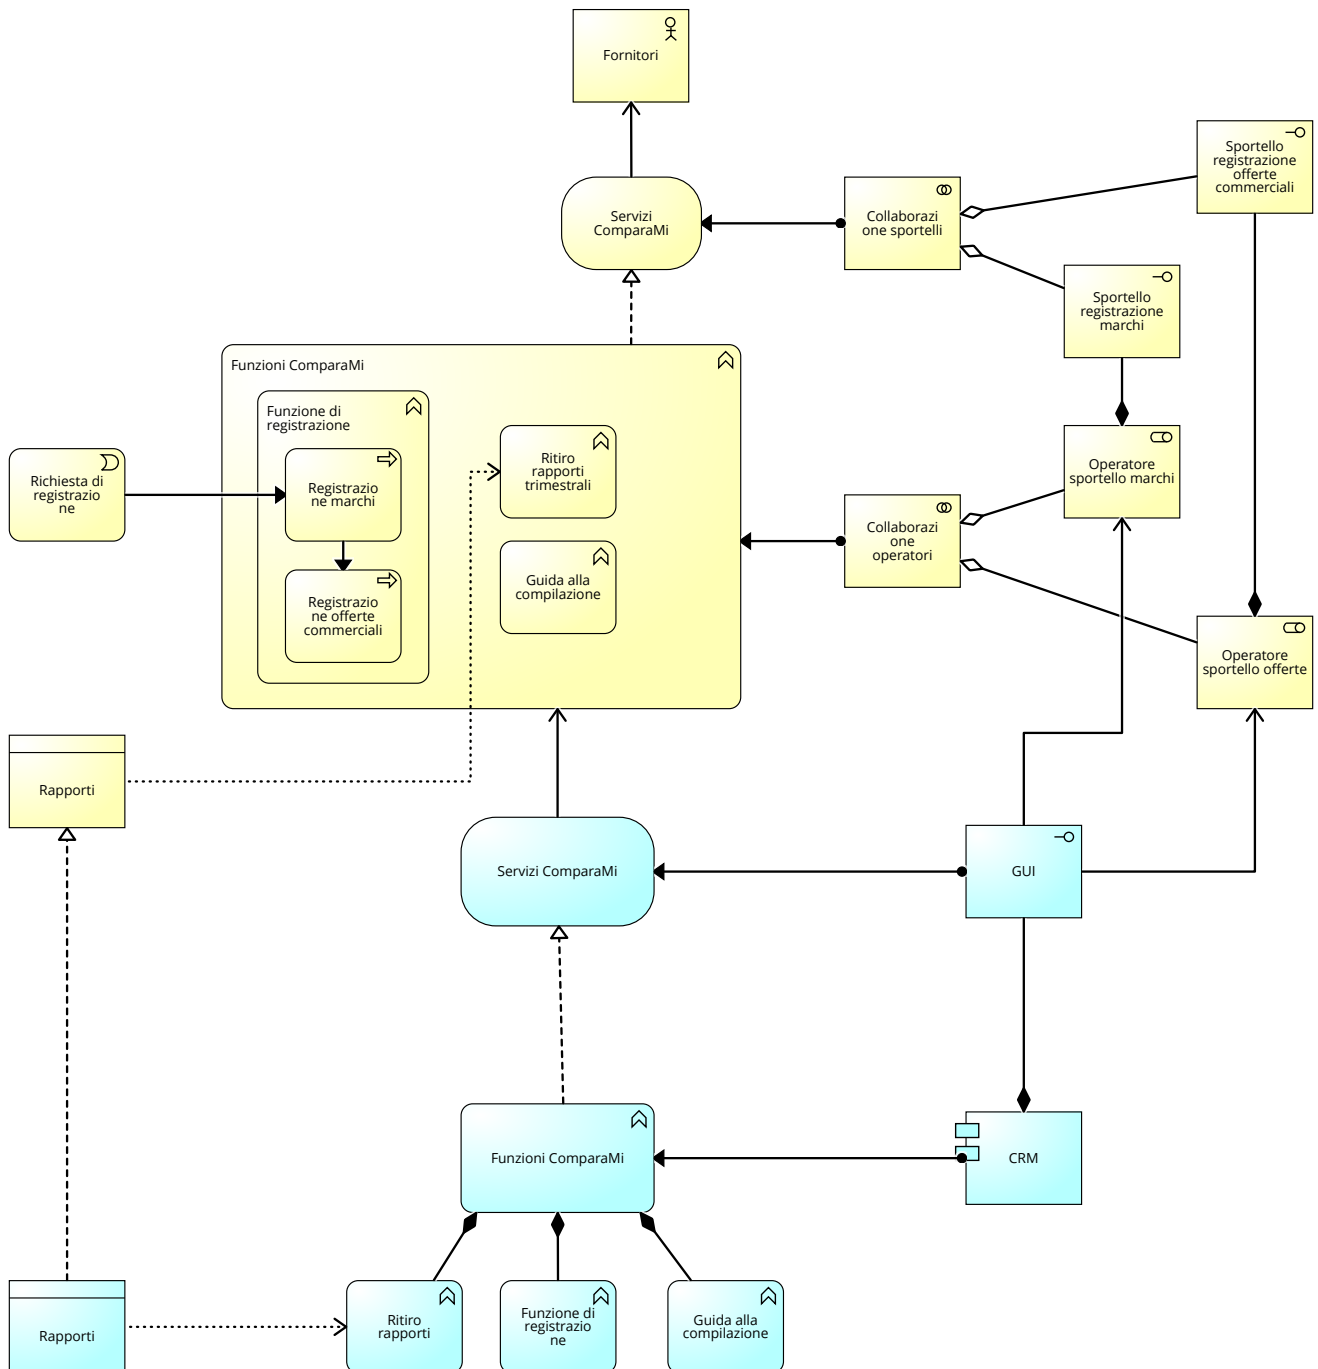 Fornitori
Sportello
registrazione
offerte
commerciali
Servizi
ComparaMi
Collaborazi
one sportelli
Sportello
registrazione
marchi
Funzioni ComparaMi
Funzione di
registrazione
Richiesta di
registrazio
ne
Registrazio
ne marchi
Ritiro
rapporti
trimestrali
Operatore
sportello marchi
Collaborazi
one
operatori
Guida alla
compilazione
Registrazio
ne offerte
commerciali
Operatore
sportello offerte
Rapporti
Servizi ComparaMi
GUI
Funzioni ComparaMi
CRM
Rapporti
Ritiro
rapporti
Funzione di
registrazio
ne
Guida alla
compilazione